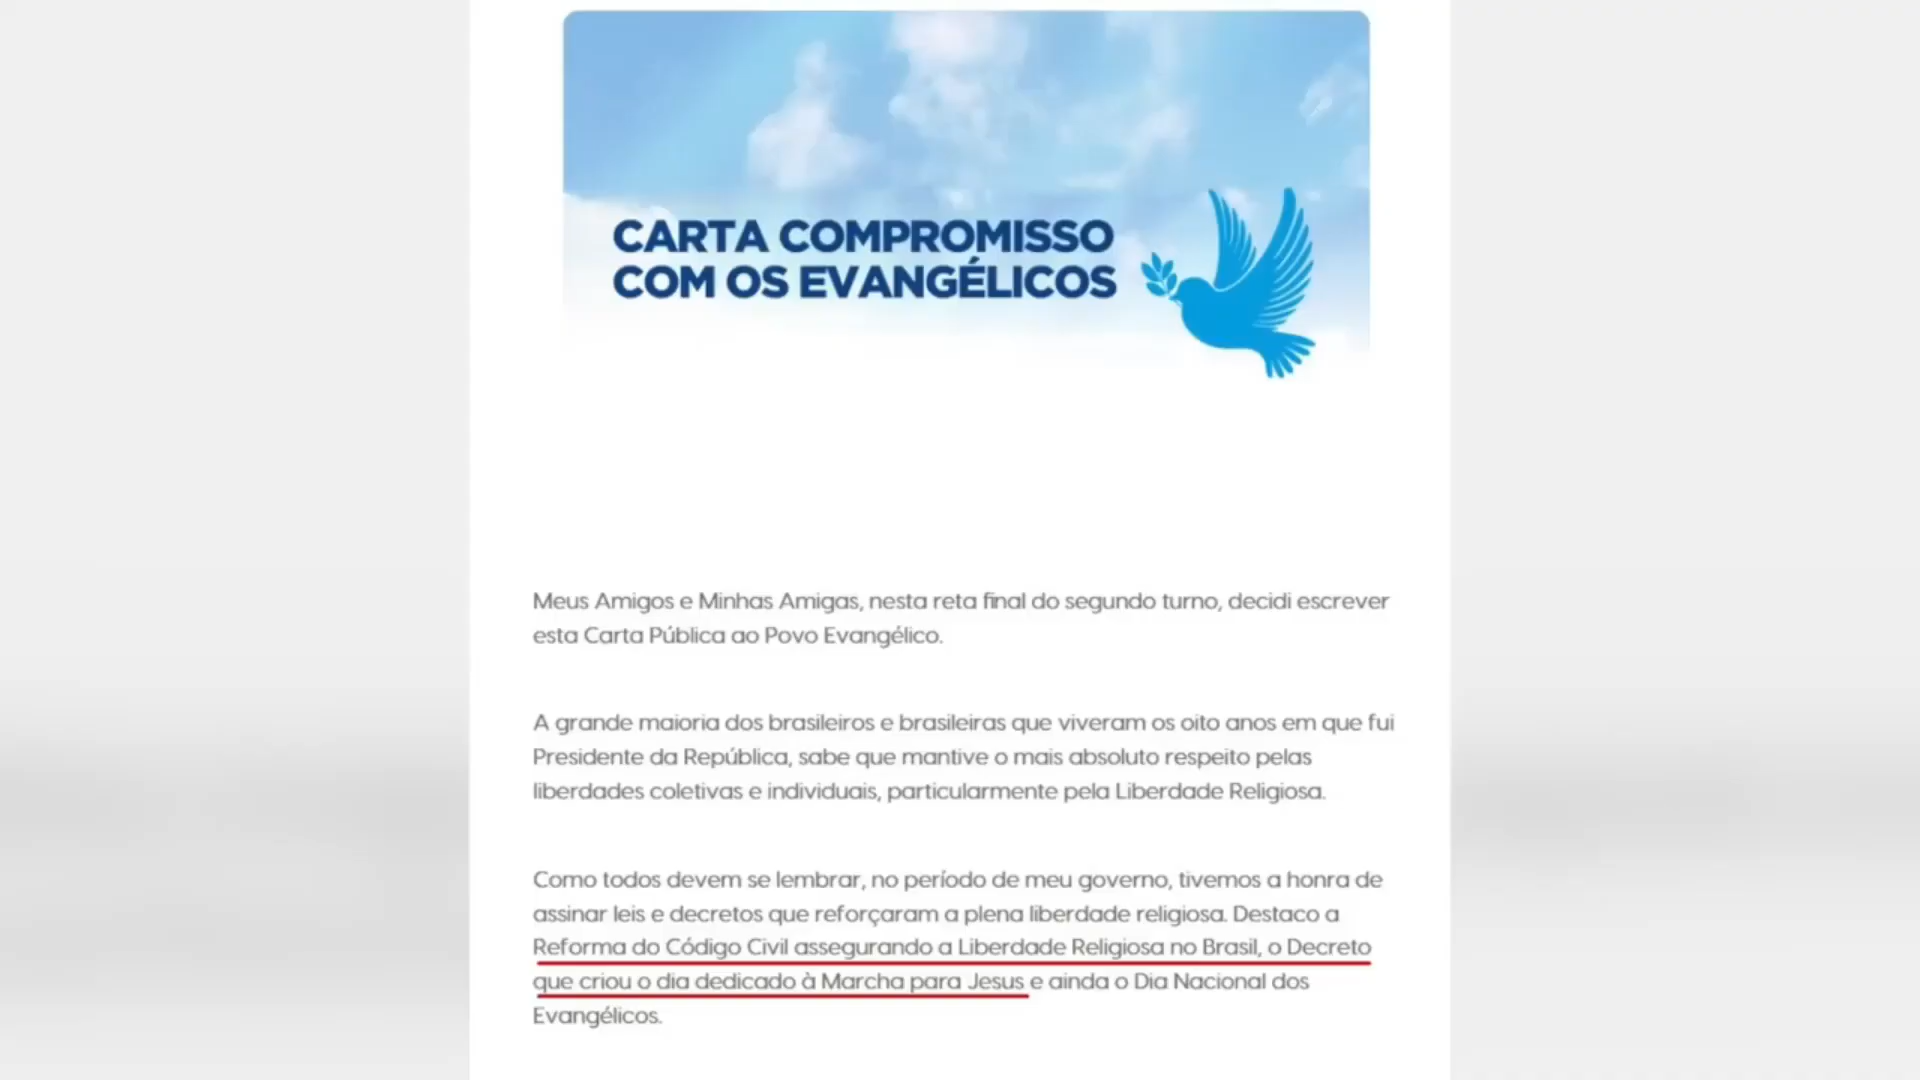 CARTA COMPROMISSO
COM OS EVANGÉLICOS
Meus Amigos e Minhas Amigas, nesta reta final do segundo turno, decidi escrever
esta Carta Pública ao Povo Evangélico.
A grande maioria dos brasileiros e brasileiras que viveram os oito anos em que fui
Presidente da República, sabe que mantive o mais absoluto respeito pelas
liberdades coletivas e individuais, particularmente pela Liberdade Religiosa.
Como todos devem se lembrar, no período de meu governo, tivemos a honra de
assinar leis e decretos que reforçaram a plena liberdade religiosa. Destaco a
Reforma do Código Civil assegurando a Liberdade Religiosa no Brasil, o Decreto
que criou o dia dedicado à Marcha para Jesus e ainda o Dia Nacional dos
Evangélicos.